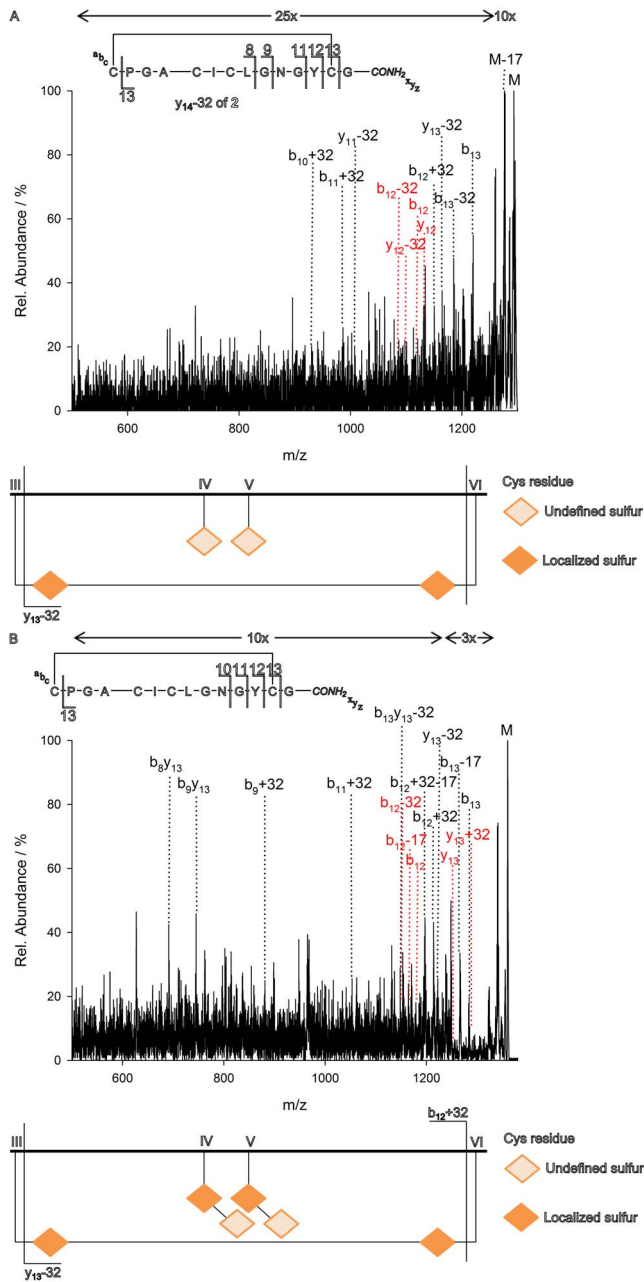 A
25x
10x
8 9 11 12 13
a b c
C P G A C I C L G N G Y C G CONH2
x y z
13
y14-32 of 2
M-17
M
y13-32
y11-32
b10+32
b12+32
b13
b11+32
b12-32
b13-32
b12
y12
y12-32
100
80
60
40
20
0
Rel. Abundance / %
600 800 1000 1200
m/z
III IV V VI
Cys residue
Undefined sulfur
Localized sulfur
y13-32
B
10x
3x
10 11 12 13
a b c
C P G A C I C L G N G Y C G CONH2
x y z
13
b13y13-32
y13-32
M
b8y13
b13-17
b9y13
b9+32
b11+32
b12+32-17
b12-32
b13
b12+32
y13+32
b12-17
b12
y13
100
80
60
40
20
0
Rel. Abundance / %
600 800 1000 1200
m/z
b12+32
III IV V VI
Cys residue
Undefined sulfur
Localized sulfur
y13-32